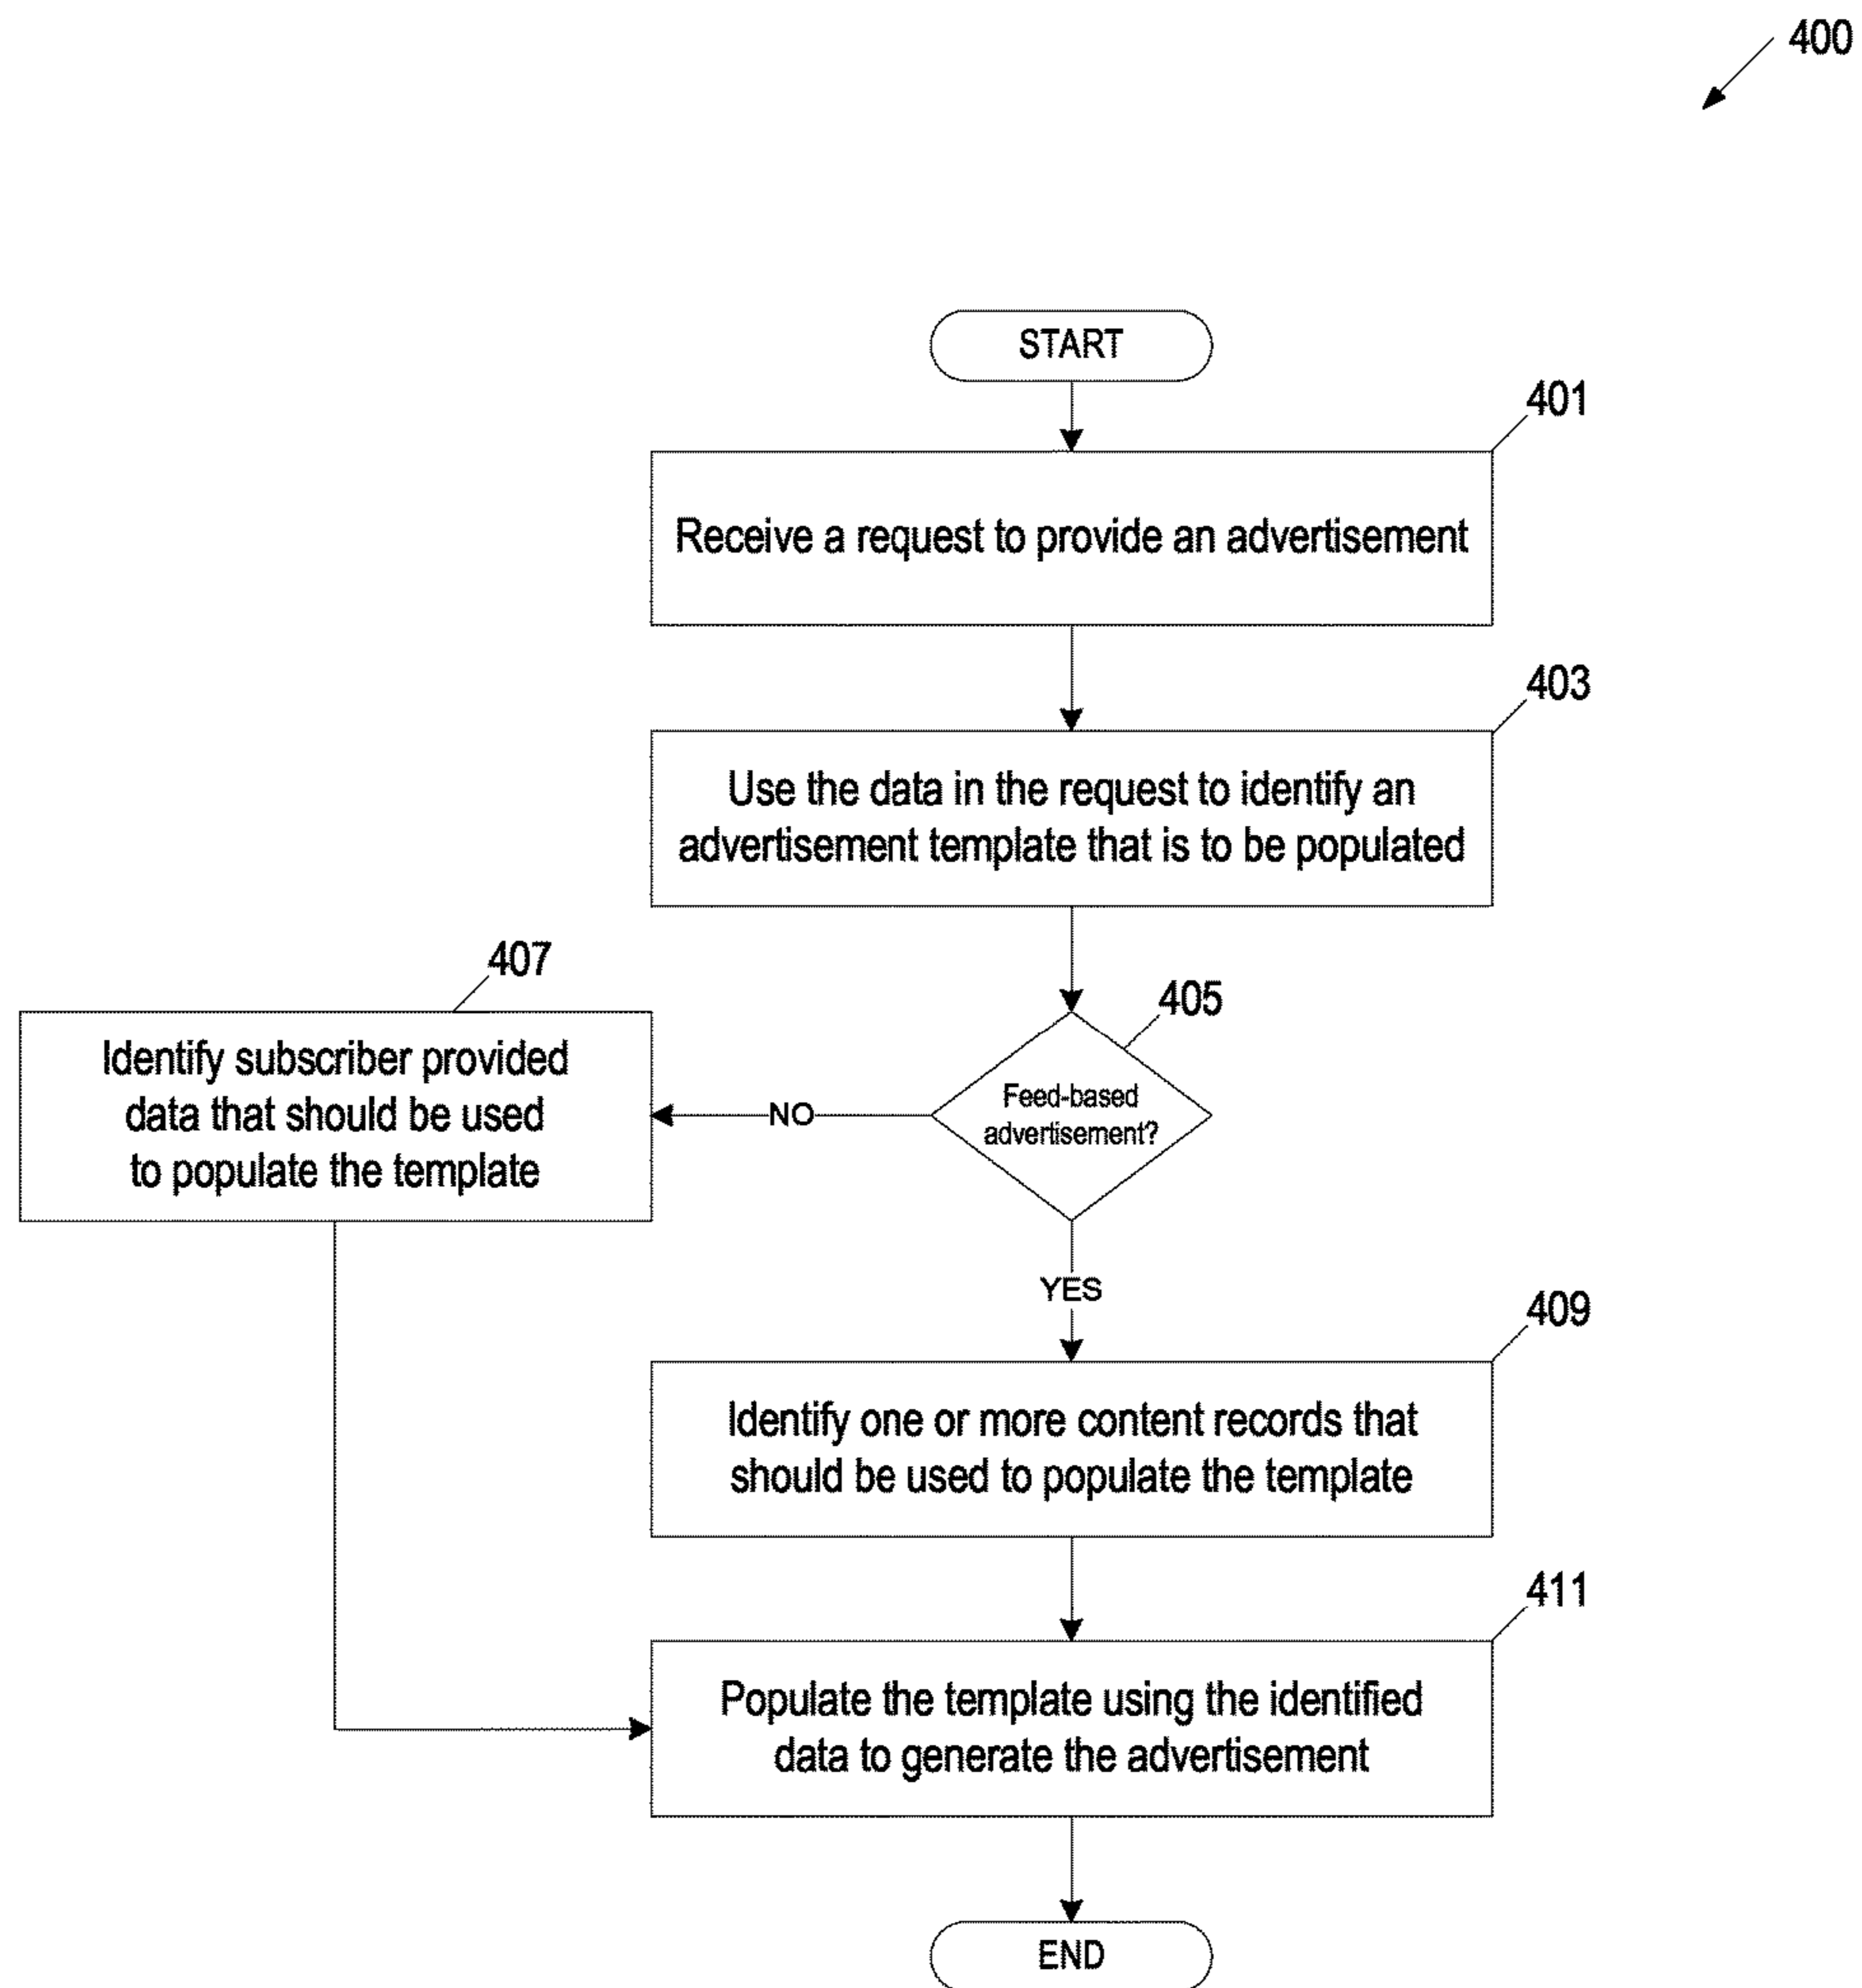 400
START
401
Receive a request to provide an advertisement
403
Use the data in the request to identify an
advertisement template that is to be populated
407
Identify subscriber provided
data that should be used
to populate the template
405
Feed-based
advertisement?
NO
YES
409
Identify one or more content records that
should be used to populate the template
411
Populate the template using the identified
data to generate the advertisement
END